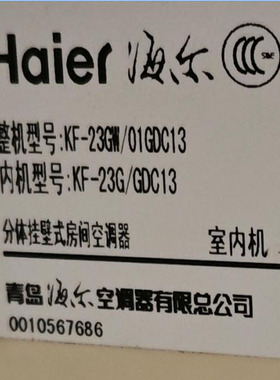 Haier 海尔
整机型号:KF-23GW/01GDC13
内机型号:KF-23G/GDC13
分体挂壁式房间空调器 室内机
青岛海尔空调器有限总公司
0010567686